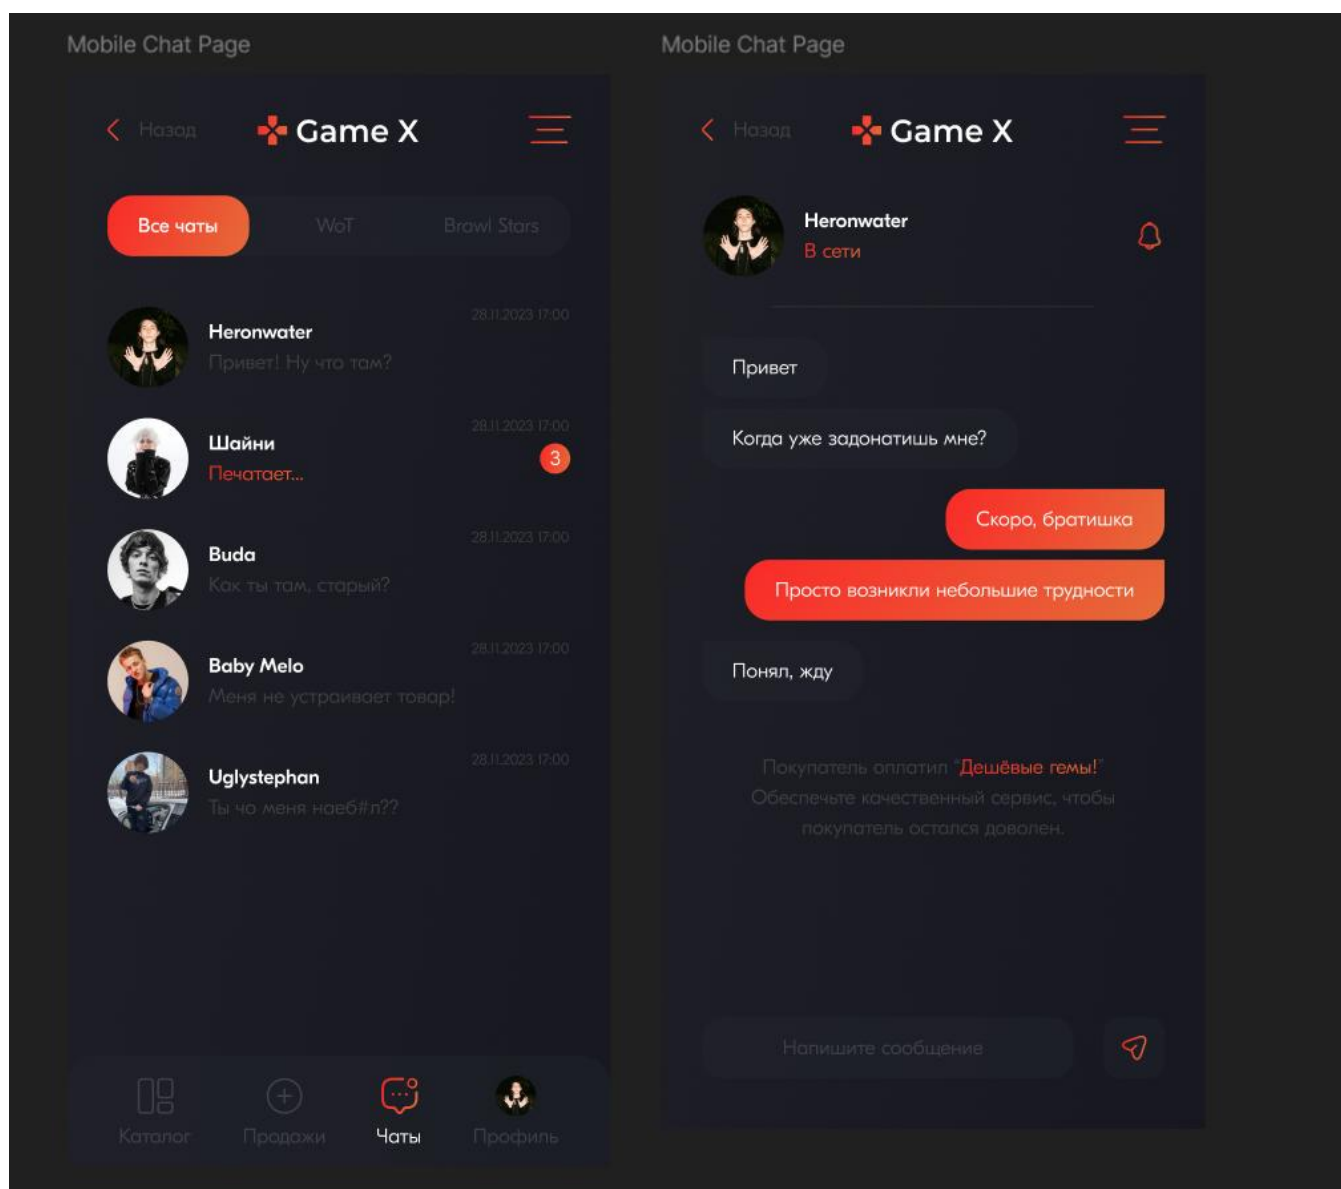 Mobile Chat Page
Назад
Game X
Все чаты
WoT
Brawl Stars
28.11.2023 17:00
Heronwater
Привет! Ну что там?
28.11.2023 17:00
Шайни
3
Печатает...
28.11.2023 17:00
Buda
Как ты там, старый?
28.11.2023 17:00
Baby Melo
Меня не устраивает товар!
28.11.2023 17:00
Uglystephan
Ты чо меня наеб#л??
Каталог
Продажи
Чаты
Профиль
Mobile Chat Page
Назад
Game X
Heronwater
В сети
Привет
Когда уже задонатишь мне?
Скоро, братишка
Просто возникли небольшие трудности
Понял, жду
Покупатель оплатил "Дешёвые гемы!"
Обеспечьте качественный сервис, чтобы
покупатель остался доволен.
Напишите сообщение